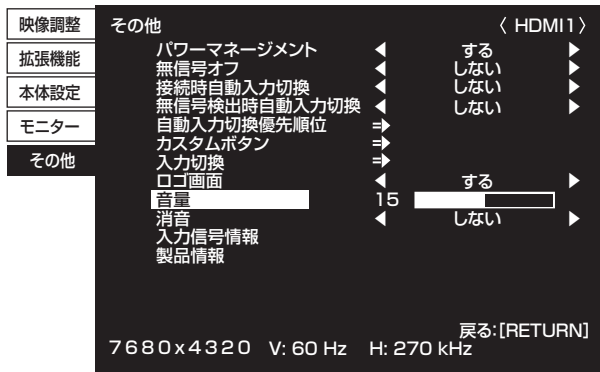 映像調整
拡張機能
本体設定
モニター
その他
その他 〈 HDMI1〉
パワーマネージメント ◀ する ▶
無信号オフ ◀ しない ▶
接続時自動入力切換 ◀ しない ▶
無信号検出時自動入力切換 ◀ しない ▶
自動入力切換優先順位
カスタムボタン
入力切換
ロゴ画面 ◀ する ▶
音量 15
消音 ◀ しない ▶
入力信号情報
製品情報
戻る:[RETURN]
7680x4320 V: 60 Hz H: 270 kHz